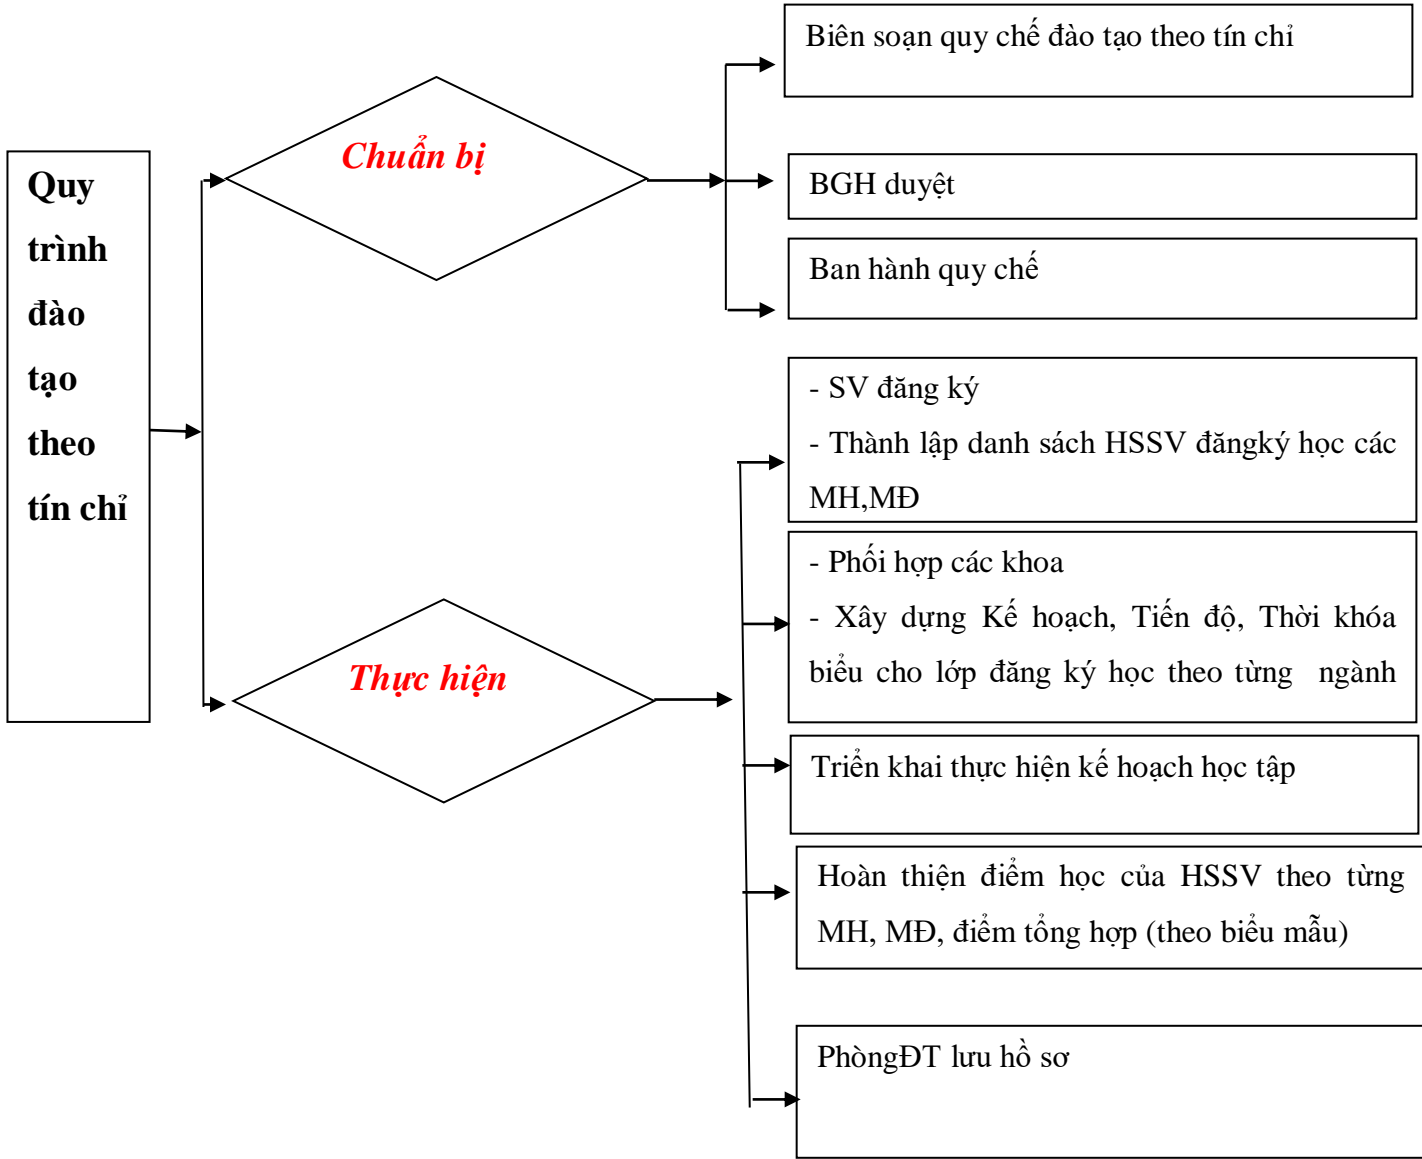 Quy
trình
đào
tạo
theo
tín chỉ
Chuẩn bị
Biên soạn quy chế đào tạo theo tín chỉ
BGH duyệt
Ban hành quy chế
Thực hiện
- SV đăng ký
- Thành lập danh sách HSSV đăngký học các
MH,MĐ
- Phối hợp các khoa
- Xây dựng Kế hoạch, Tiến độ, Thời khóa
biểu cho lớp đăng ký học theo từng ngành
Triển khai thực hiện kế hoạch học tập
Hoàn thiện điểm học của HSSV theo từng
MH, MĐ, điểm tổng hợp (theo biểu mẫu)
PhòngĐT lưu hồ sơ